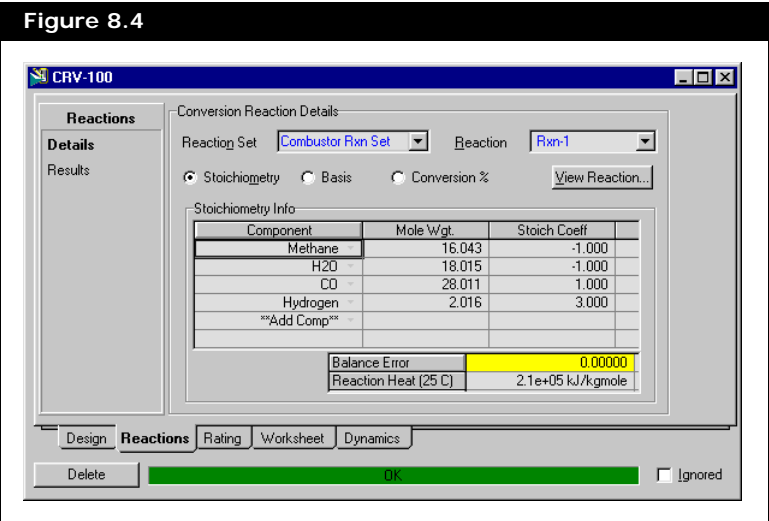 Figure 8.4
CRV-100
Reactions
Details
Results
Conversion Reaction Details
Reaction Set Combustor Rxn Set Reaction Rxn-1
Stoichiometry Basis Conversion % View Reaction...
Stoichiometry Info
Component Mole Wgt. Stoich Coeff
Methane 16.043 -1.000
H2O 18.015 -1.000
CO 28.011 1.000
Hydrogen 2.016 3.000
**Add Comp**
Balance Error 0.00000
Reaction Heat (25 C) 2.1e+05 kJ/kgmole
Design Reactions Rating Worksheet Dynamics
Delete OK Ignored